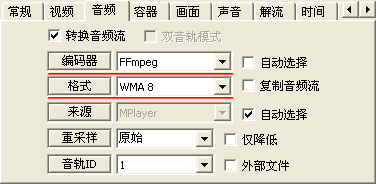 常规 视频 音频 容器 画面 声音 解流 时间
转换音频流 双音轨模式
编码器 FFmpeg 自动选择
格式 WMA 8 复制音频流
来源 MPlayer 自动选择
重采样 原始 仅降低
音轨ID 1 外部文件